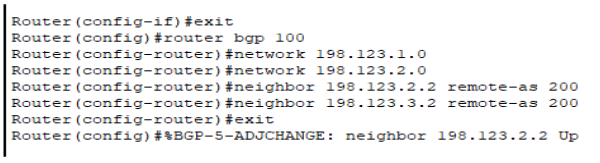 Router(config-if)#exit
Router(config)#router bgp 100
Router(config-router)#network 198.123.1.0
Router(config-router)#network 198.123.2.0
Router(config-router)#neighbor 198.123.2.2 remote-as 200
Router(config-router)#neighbor 198.123.3.2 remote-as 200
Router(config-router)#exit
Router(config)#%BGP-5-ADJCHANGE: neighbor 198.123.2.2 Up